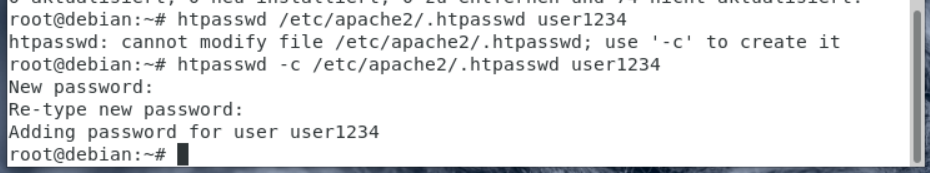 0 aktualisiert, 0 neu installiert, 0 zu entfernen und 74 nicht aktualisiert.
root@debian:~# htpasswd /etc/apache2/.htpasswd user1234
htpasswd: cannot modify file /etc/apache2/.htpasswd; use '-c' to create it
root@debian:~# htpasswd -c /etc/apache2/.htpasswd user1234
New password:
Re-type new password:
Adding password for user user1234
root@debian:~#